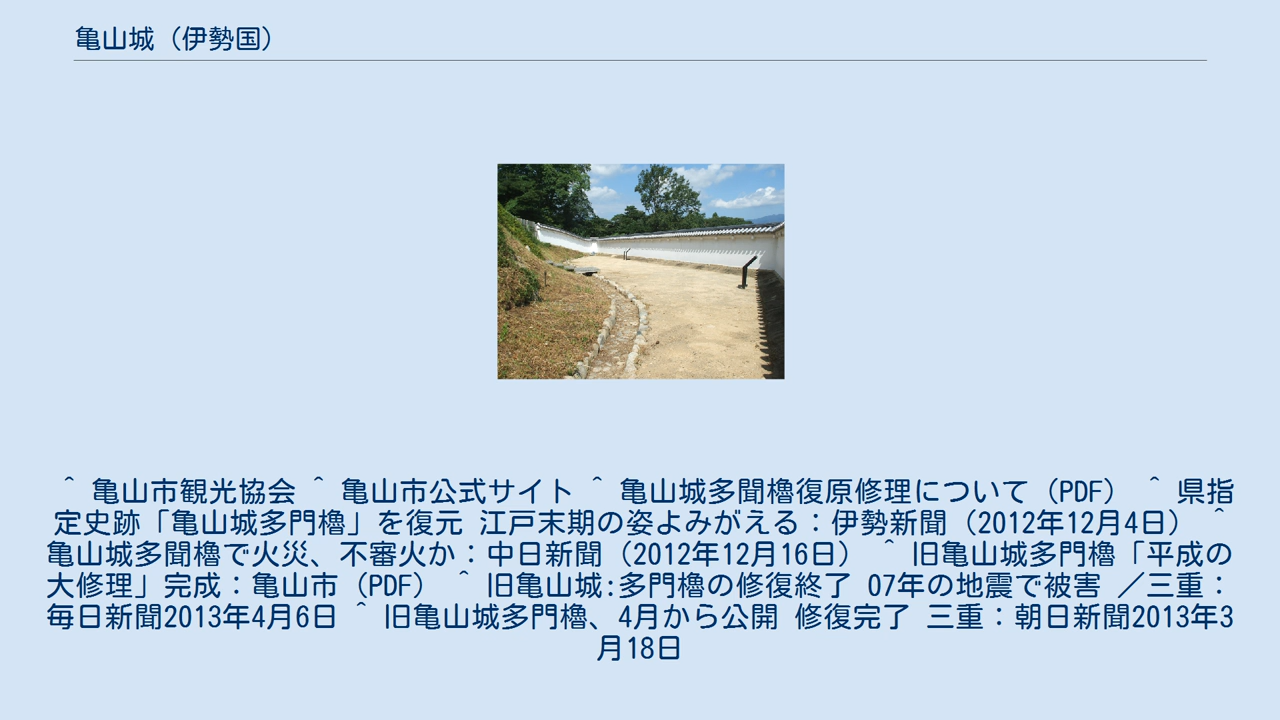 亀山城（伊勢国）
^ 亀山市観光協会 ^ 亀山市公式サイト ^ 亀山城多聞櫓復原修理について（PDF） ^ 県指
定史跡「亀山城多門櫓」を復元 江戸末期の姿よみがえる：伊勢新聞（2012年12月4日） ^
亀山城多聞櫓で火災、不審火か：中日新聞（2012年12月16日） ^ 旧亀山城多門櫓「平成の
大修理」完成：亀山市（PDF） ^ 旧亀山城:多門櫓の修復終了 07年の地震で被害 ／三重：
毎日新聞2013年4月6日 ^ 旧亀山城多門櫓、4月から公開 修復完了 三重：朝日新聞2013年3
月18日